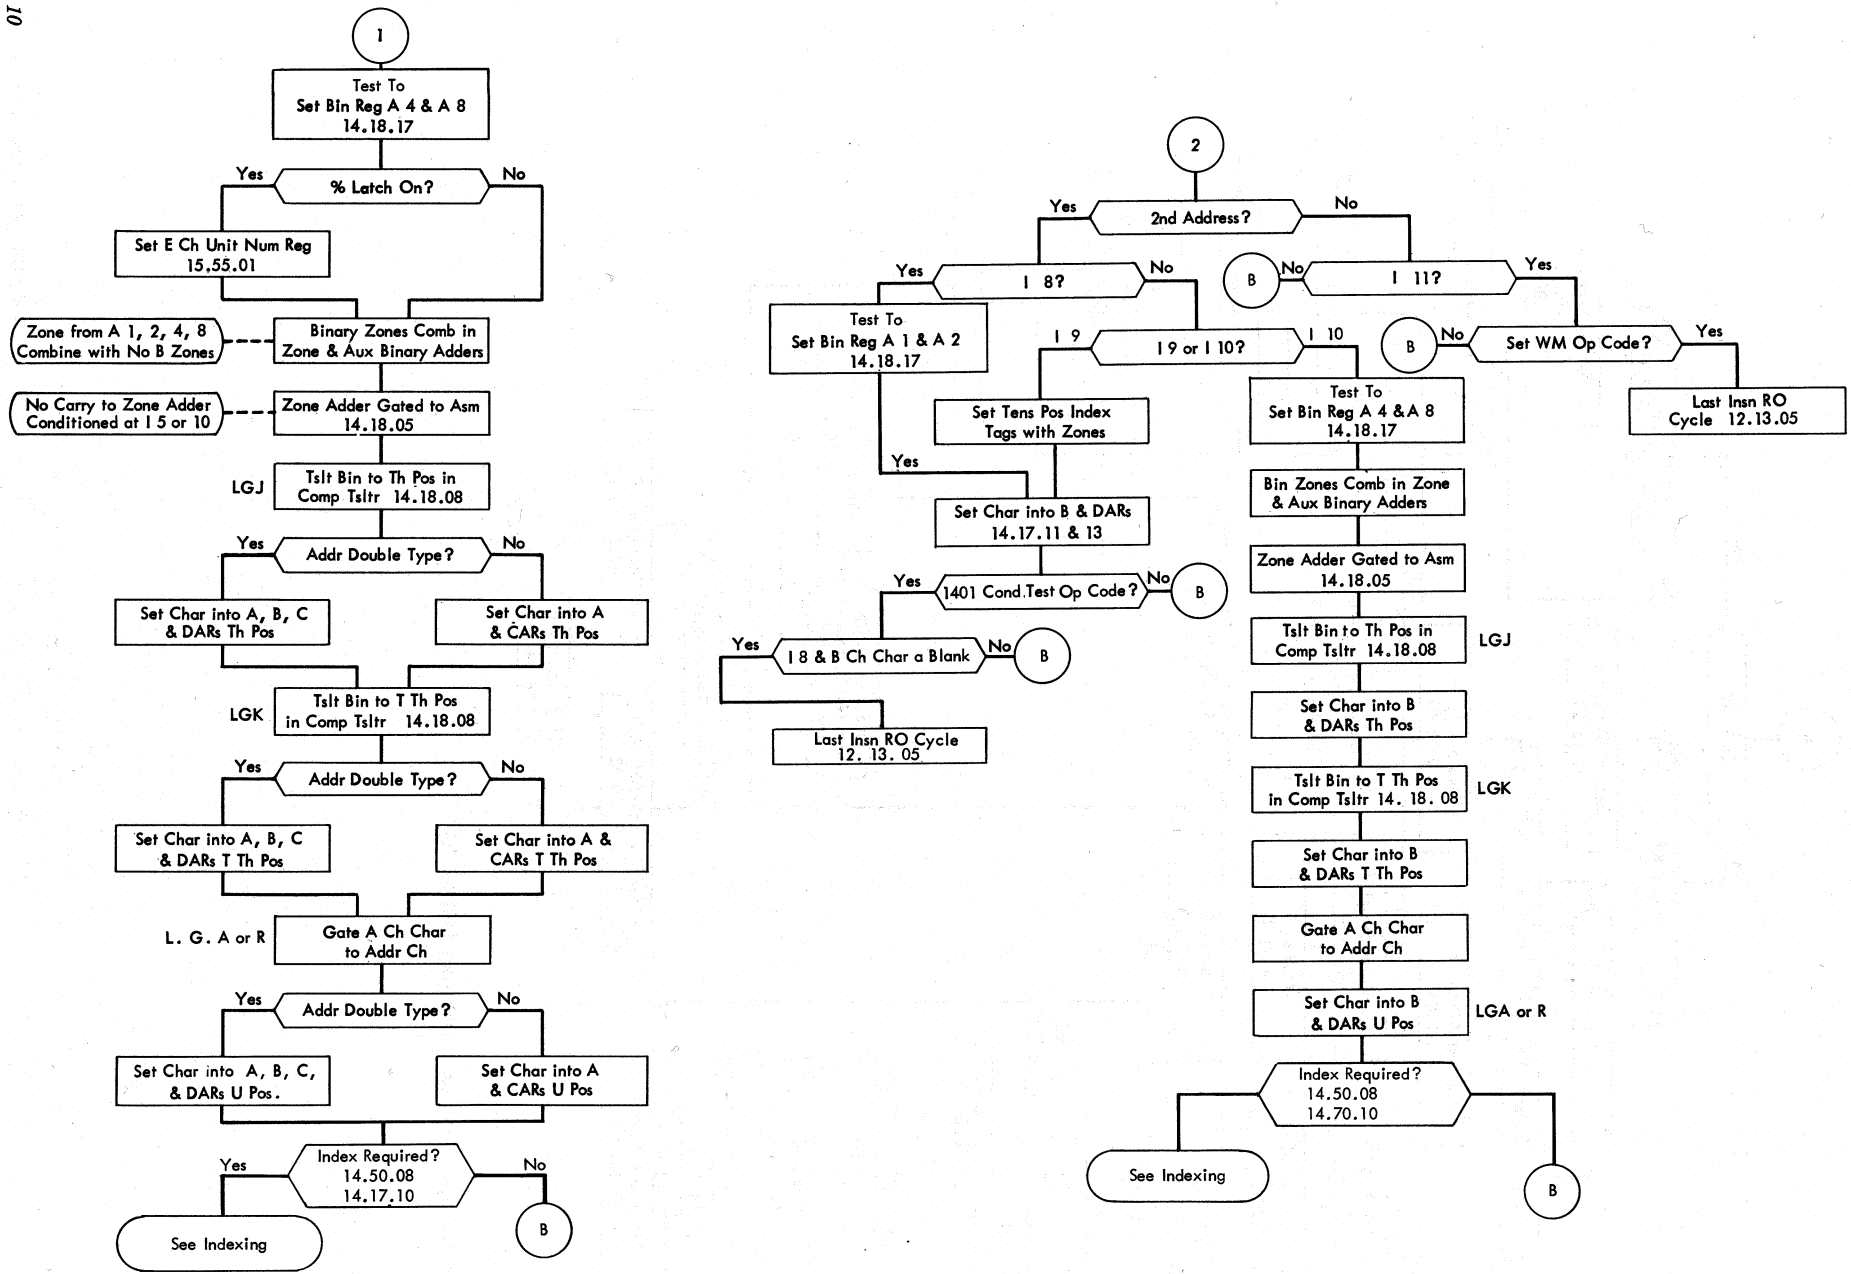 10
1
Test To
Set Bin Reg A 4 & A 8
14.18.17
Yes
% Latch On?
No
Set E Ch Unit Num Reg
15.55.01
Zone from A 1, 2, 4, 8
Combine with No B Zones
Binary Zones Comb in
Zone & Aux Binary Adders
No Carry to Zone Adder
Conditioned at I 5 or 10
Zone Adder Gated to Asm
14.18.05
LGJ
Tslt Bin to Th Pos in
Comp Tsltr 14.18.08
Yes
Addr Double Type?
No
Set Char into A, B, C
& DARs Th Pos
Set Char into A
& CARs Th Pos
LGK
Tslt Bin to T Th Pos
in Comp Tsltr 14.18.08
Yes
Addr Double Type?
No
Set Char into A, B, C
& DARs T Th Pos
Set Char into A &
CARs T Th Pos
L. G. A or R
Gate A Ch Char
to Addr Ch
Yes
Addr Double Type?
No
Set Char into A, B, C,
& DARs U Pos.
Set Char into A
& CARs U Pos
Yes
Index Required?
14.50.08
14.17.10
No
See Indexing
B
2
Yes
2nd Address?
No
Yes
I 8?
No
B
No
I 11?
Yes
Test To
Set Bin Reg A 1 & A 2
14.18.17
I 9
I 9 or I 10?
I 10
B
No
Set WM Op Code?
Yes
Last Insn RO
Cycle 12.13.05
Set Tens Pos Index
Tags with Zones
Test To
Set Bin Reg A 4 & A 8
14.18.17
Yes
Set Char into B & DARs
14.17.11 & 13
Bin Zones Comb in Zone
& Aux Binary Adders
Yes
1401 Cond.Test Op Code?
No
B
Zone Adder Gated to Asm
14.18.05
Yes
I 8 & B Ch Char a Blank
No
B
Tslt Bin to Th Pos in
Comp Tsltr 14.18.08
LGJ
Last Insn RO Cycle
12. 13. 05
Set Char into B
& DARs Th Pos
Tslt Bin to T Th Pos
in Comp Tsltr 14. 18. 08
LGK
Set Char into B
& DARs T Th Pos
Gate A Ch Char
to Addr Ch
Set Char into B
& DARs U Pos
LGA or R
Index Required?
14.50.08
14.70.10
See Indexing
B